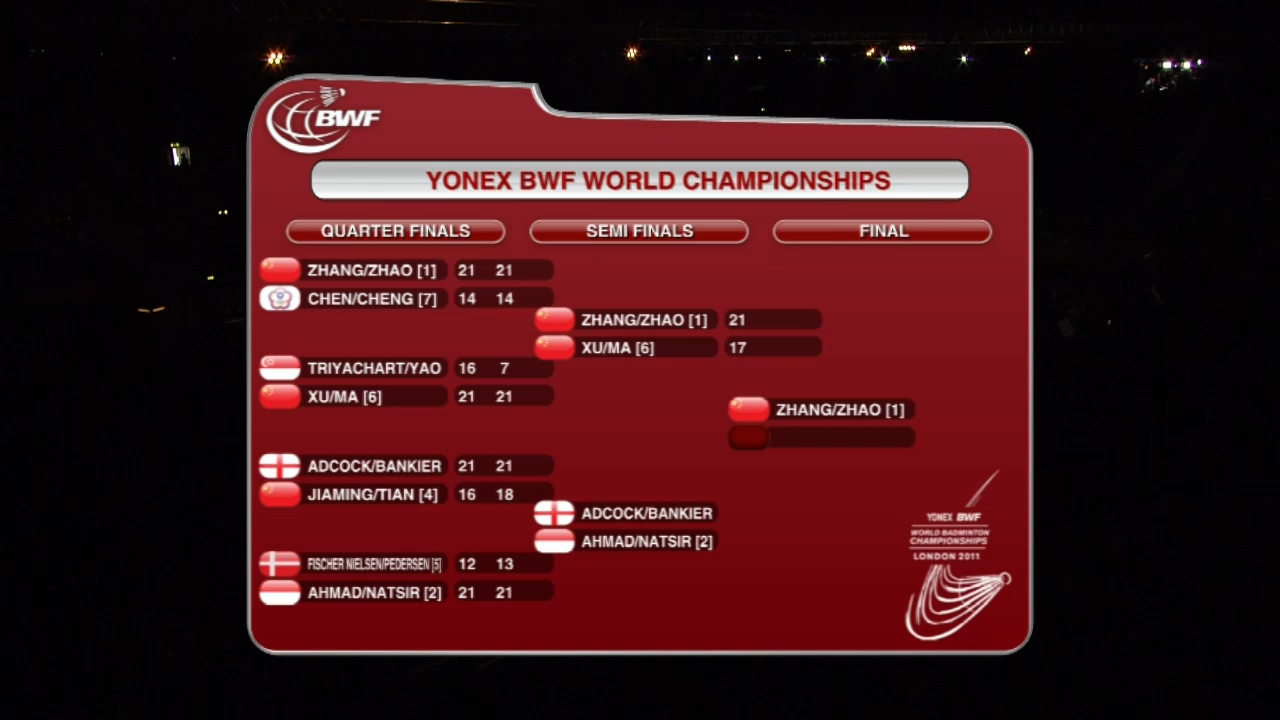 BWF
YONEX BWF WORLD CHAMPIONSHIPS
QUARTER FINALS
SEMI FINALS
FINAL
ZHANG/ZHAO [1] 21 21
CHEN/CHENG [7] 14 14
TRIYACHART/YAO 16 7
XU/MA [6] 21 21
ADCOCK/BANKIER 21 21
JIAMING/TIAN [4] 16 18
FISCHER NIELSEN/PEDERSEN [5] 12 13
AHMAD/NATSIR [2] 21 21
ZHANG/ZHAO [1] 21
XU/MA [6] 17
ADCOCK/BANKIER
AHMAD/NATSIR [2]
ZHANG/ZHAO [1]
YONEX BWF
WORLD BADMINTON
CHAMPIONSHIPS
LONDON 2011